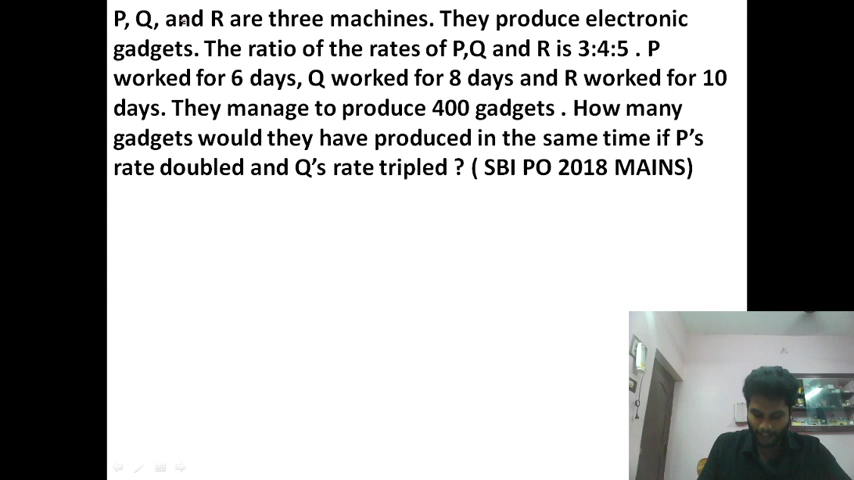 P, Q, and R are three machines. They produce electronic
gadgets. The ratio of the rates of P,Q and R is 3:4:5 . P
worked for 6 days, Q worked for 8 days and R worked for 10
days. They manage to produce 400 gadgets . How many
gadgets would they have produced in the same time if P’s
rate doubled and Q’s rate tripled ? ( SBI PO 2018 MAINS)